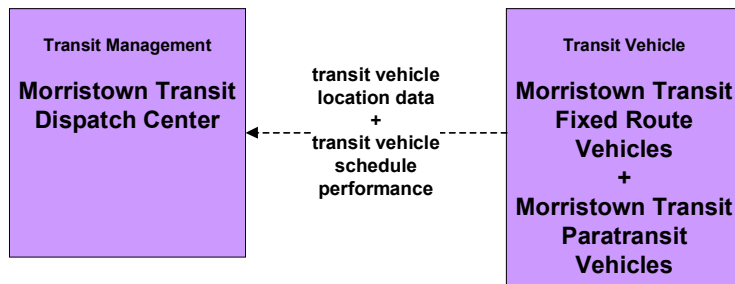 Transit Management
Morristown Transit
Dispatch Center
transit vehicle
location data
+
transit vehicle
schedule
performance
Transit Vehicle
Morristown Transit
Fixed Route
Vehicles
+
Morristown Transit
Paratransit
Vehicles